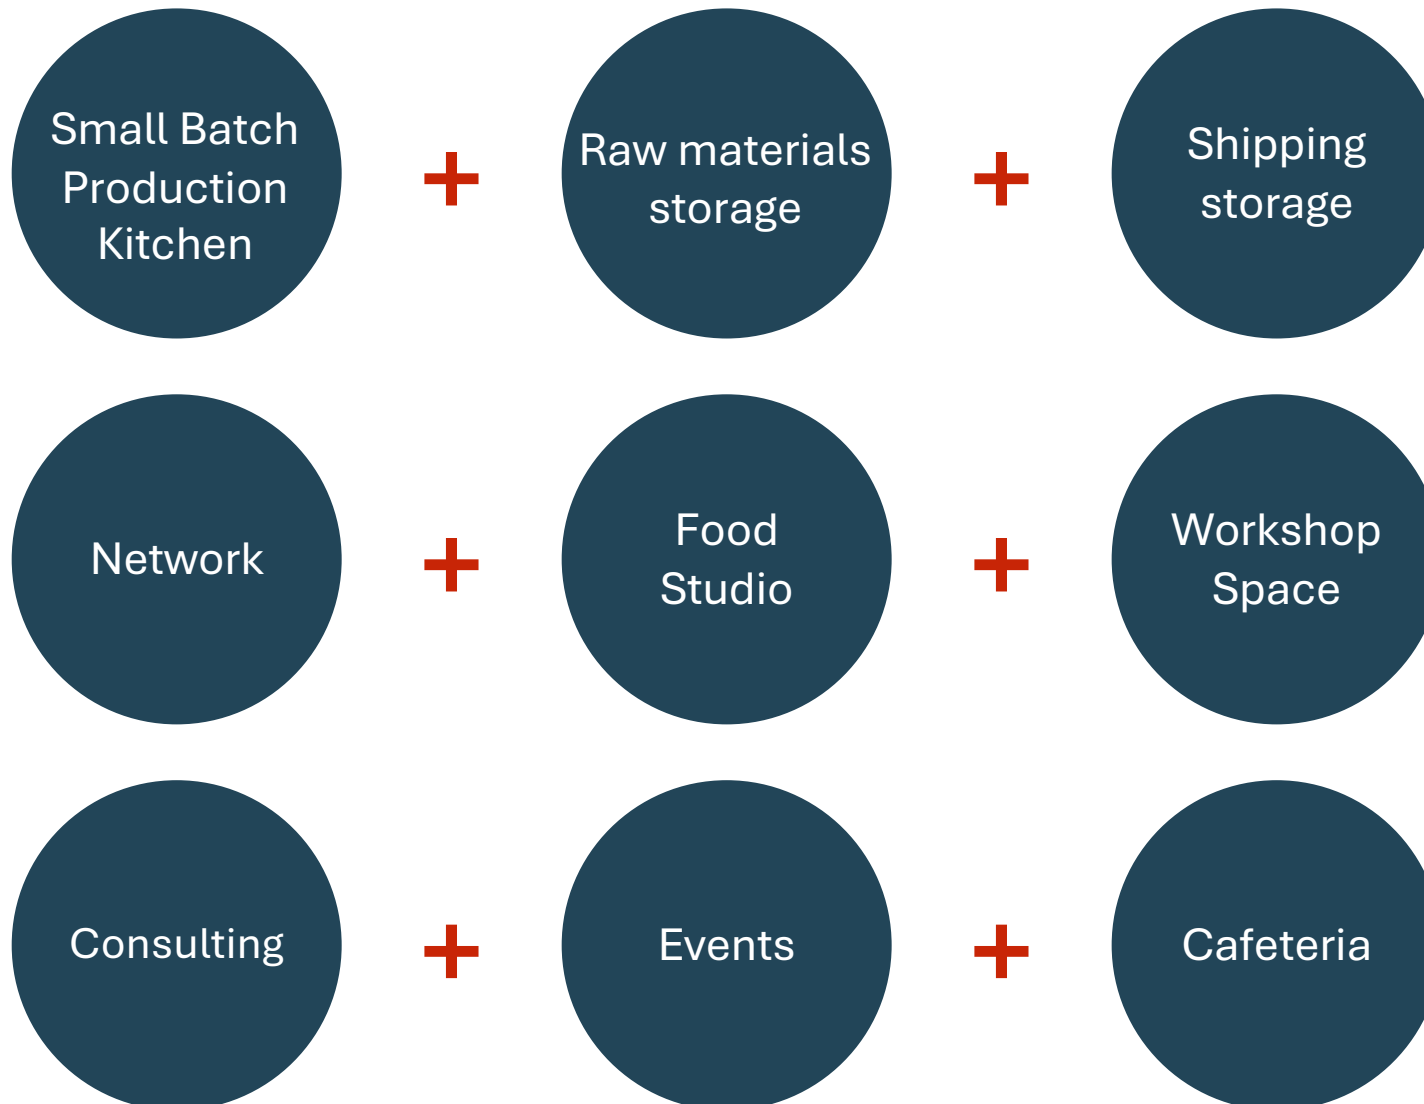 Small Batch
Production
Kitchen
+
Raw materials
storage
+
Shipping
storage
Network
+
Food
Studio
+
Workshop
Space
Consulting
+
Events
+
Cafeteria